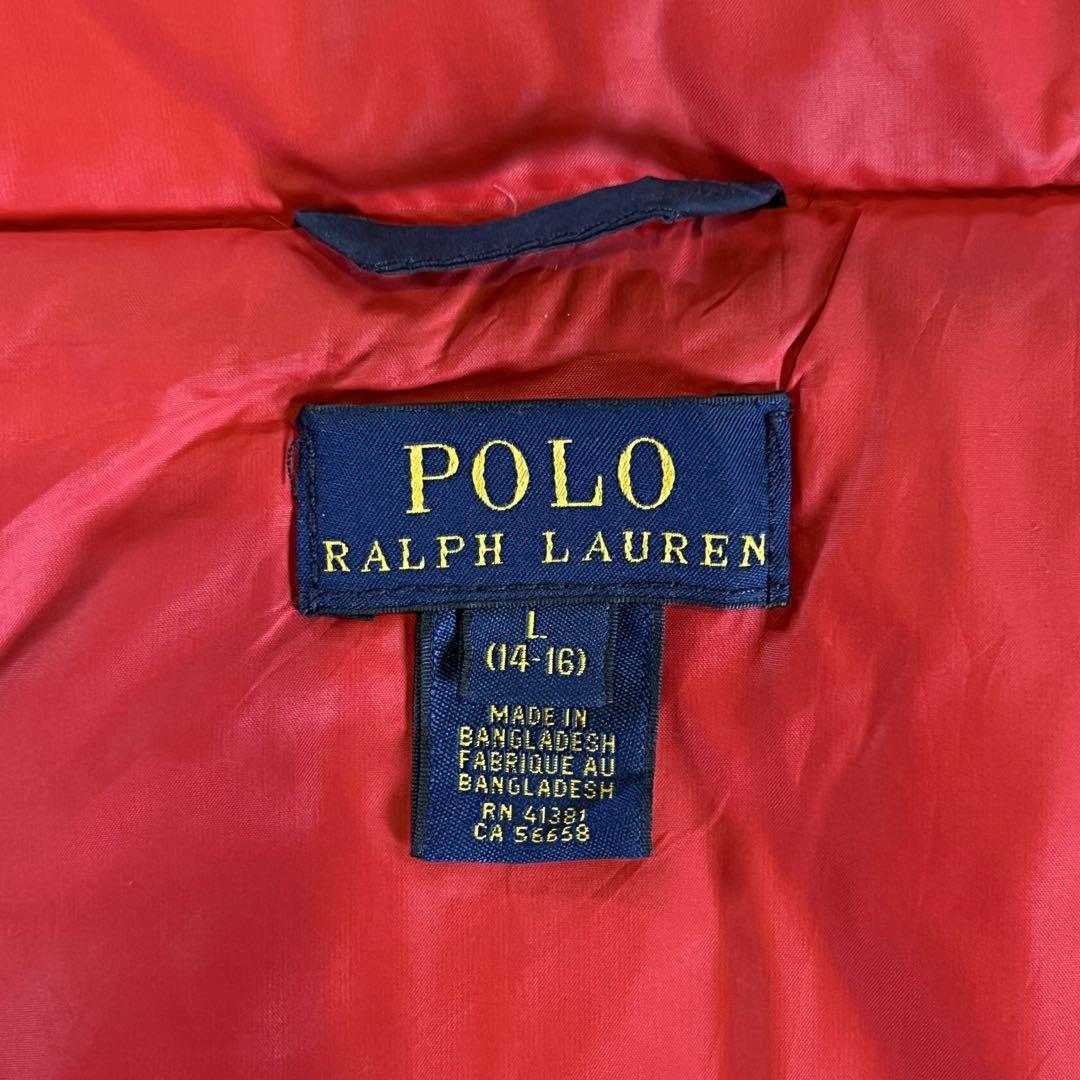 POLO
RALPH LAUREN
L
(14-16)
MADE IN
BANGLADESH
FABRIQUE AU
BANGLADESH
RN 41381
CA 56658